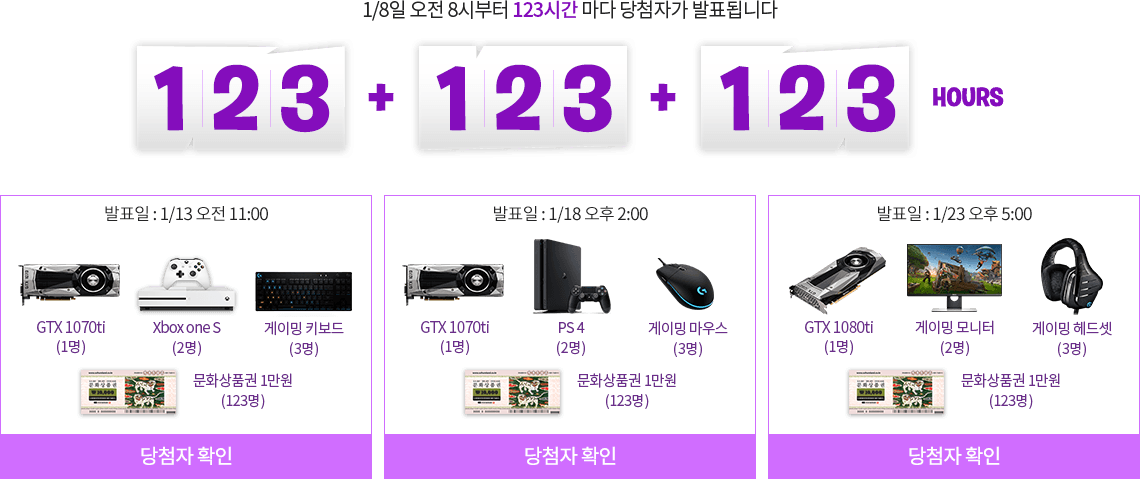 1/8일 오전 8시부터 123시간 마다 당첨자가 발표됩니다
123 + 123 + 123 HOURS
발표일 : 1/13 오전 11:00
GTX 1070ti
(1명)
Xbox one S
(2명)
게이밍 키보드
(3명)
문화상품권 1만원
(123명)
당첨자 확인
발표일 : 1/18 오후 2:00
GTX 1070ti
(1명)
PS 4
(2명)
게이밍 마우스
(3명)
문화상품권 1만원
(123명)
당첨자 확인
발표일 : 1/23 오후 5:00
GTX 1080ti
(1명)
게이밍 모니터
(2명)
게이밍 헤드셋
(3명)
문화상품권 1만원
(123명)
당첨자 확인